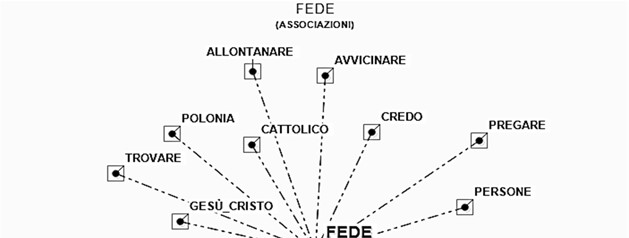 FEDE
(ASSOCIAZIONI)
ALLONTANARE
AVVICINARE
POLONIA
CATTOLICO
CREDO
PREGARE
TROVARE
PERSONE
GESÙ_CRISTO
FEDE